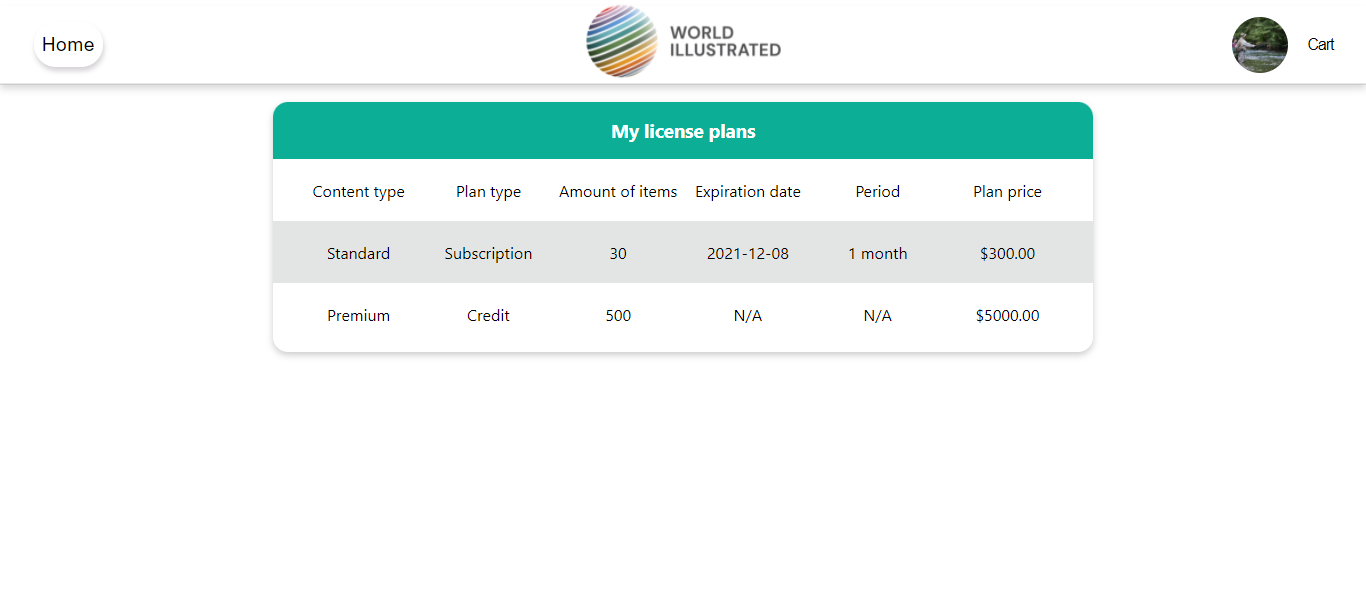 Home
WORLD
ILLUSTRATED
Cart
My license plans
Content type Plan type Amount of items Expiration date Period Plan price
Standard Subscription 30 2021-12-08 1 month $300.00
Premium Credit 500 N/A N/A $5000.00